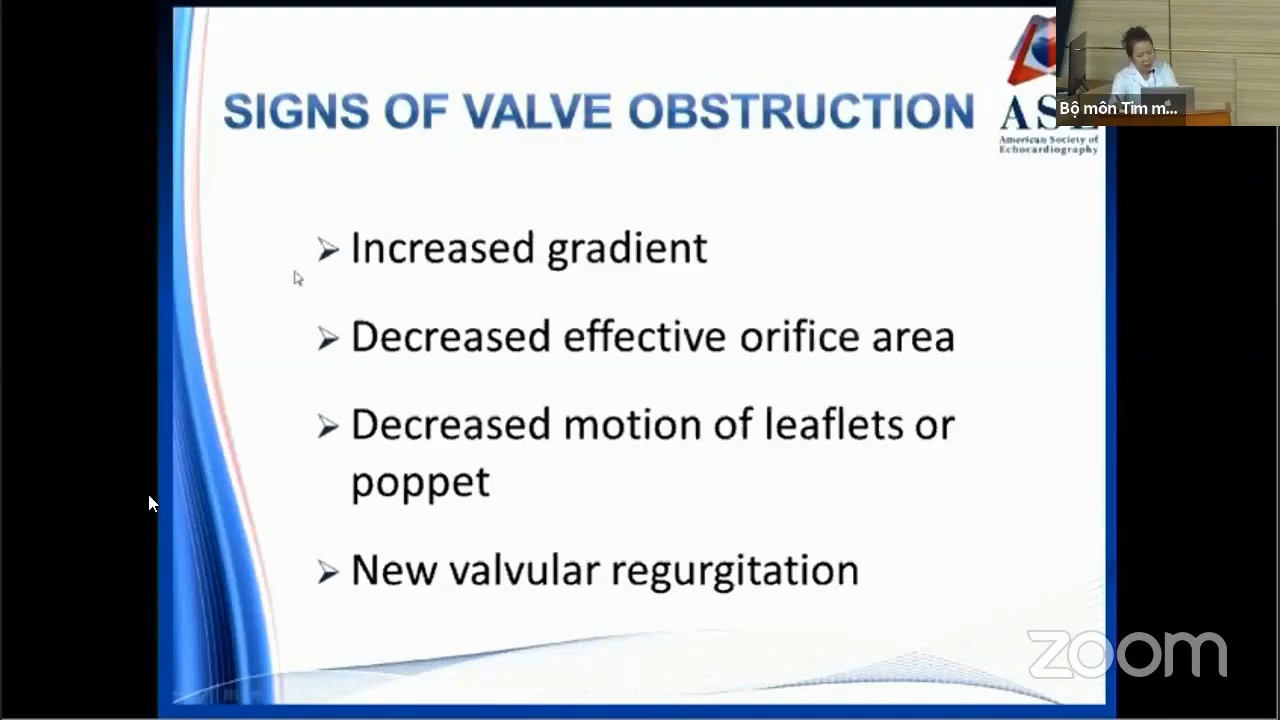 SIGNS OF VALVE OBSTRUCTION
American Society of
Echocardiography
Bộ môn Tim m...
➢ Increased gradient
➢ Decreased effective orifice area
➢ Decreased motion of leaflets or
poppet
➢ New valvular regurgitation
zoom